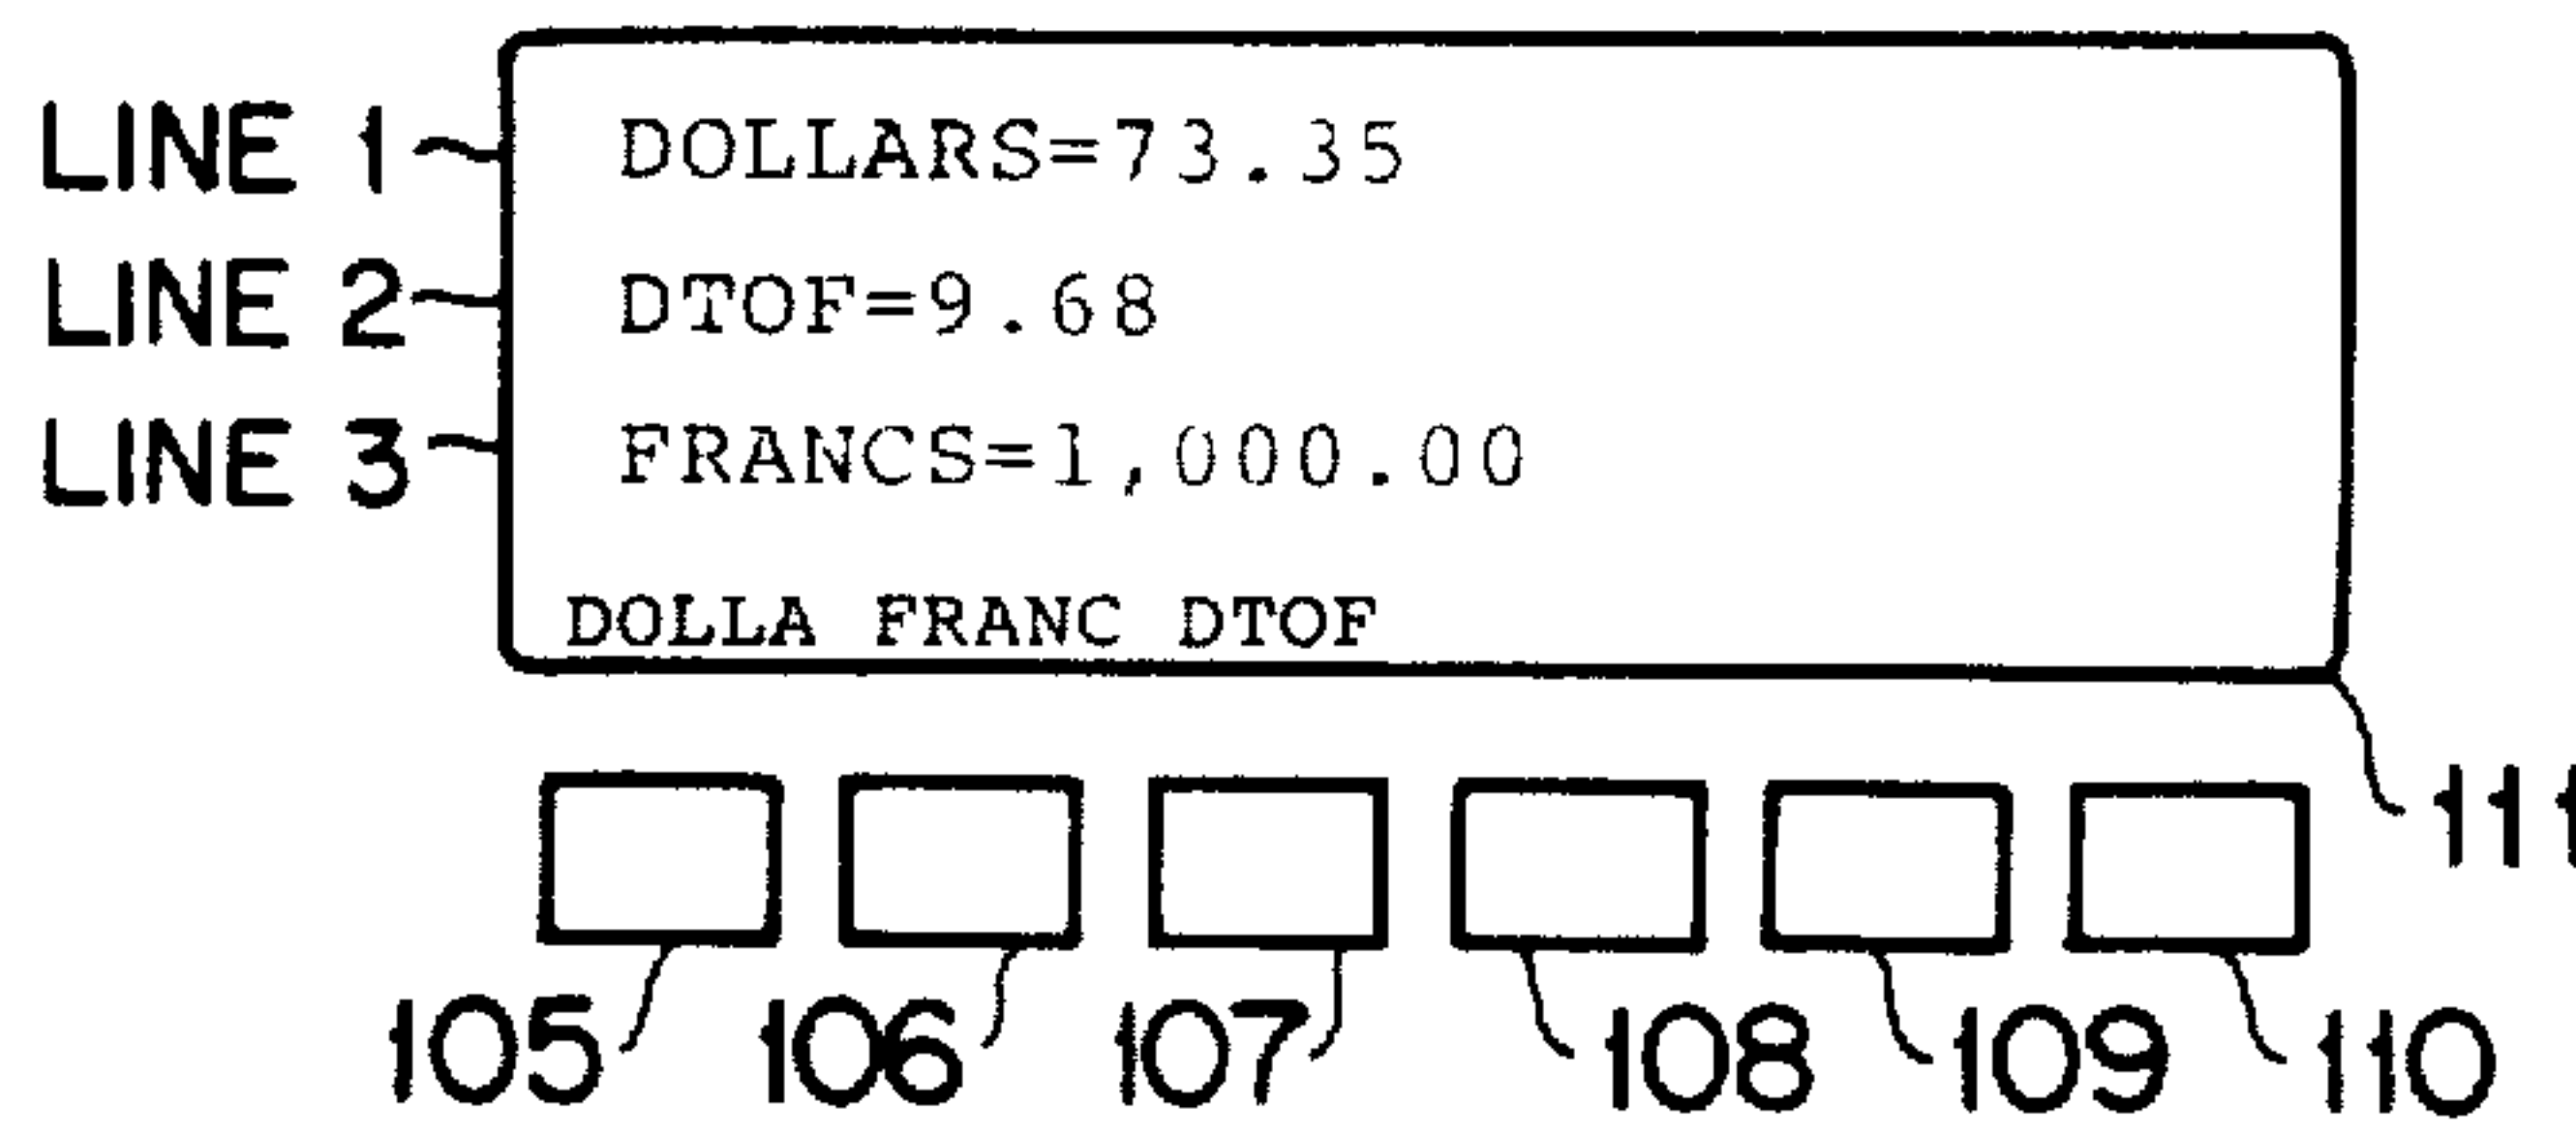 LINE 1 DOLLARS=73.35
LINE 2 DTOF=9.68
LINE 3 FRANCS=1,000.00
DOLLA FRANC DTOF
111
105 106 107 108 109 110